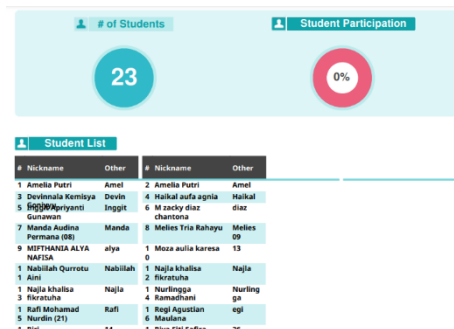 # of Students
Student Participation
23
0%
Student List
# Nickname Other # Nickname Other
1 Amelia Putri Amel 2 Amelia Putri Amel
3 Devinnala Kemisya Devin 4 Haikal aufa agnia Haikal
5 Inggit Apriyanti Gunawan Inggit 6 M zacky diaz chantona diaz
7 Manda Audina Permana (08) Manda 8 Melies Tria Rahayu Melies 09
9 MIFTHANIA ALYA NAFISA alya 10 Moza aulia karesa 13
11 Nabiilah Qurrotu Aini Nabiilah 12 Najla khalisa fikratuha Najla
13 Najla khalisa fikratuha Najla 14 Nurlingga Ramadhani Nurlingga
15 Rafi Mohamad Nurdin (21) Rafi 16 Regi Agustian Maulana egi